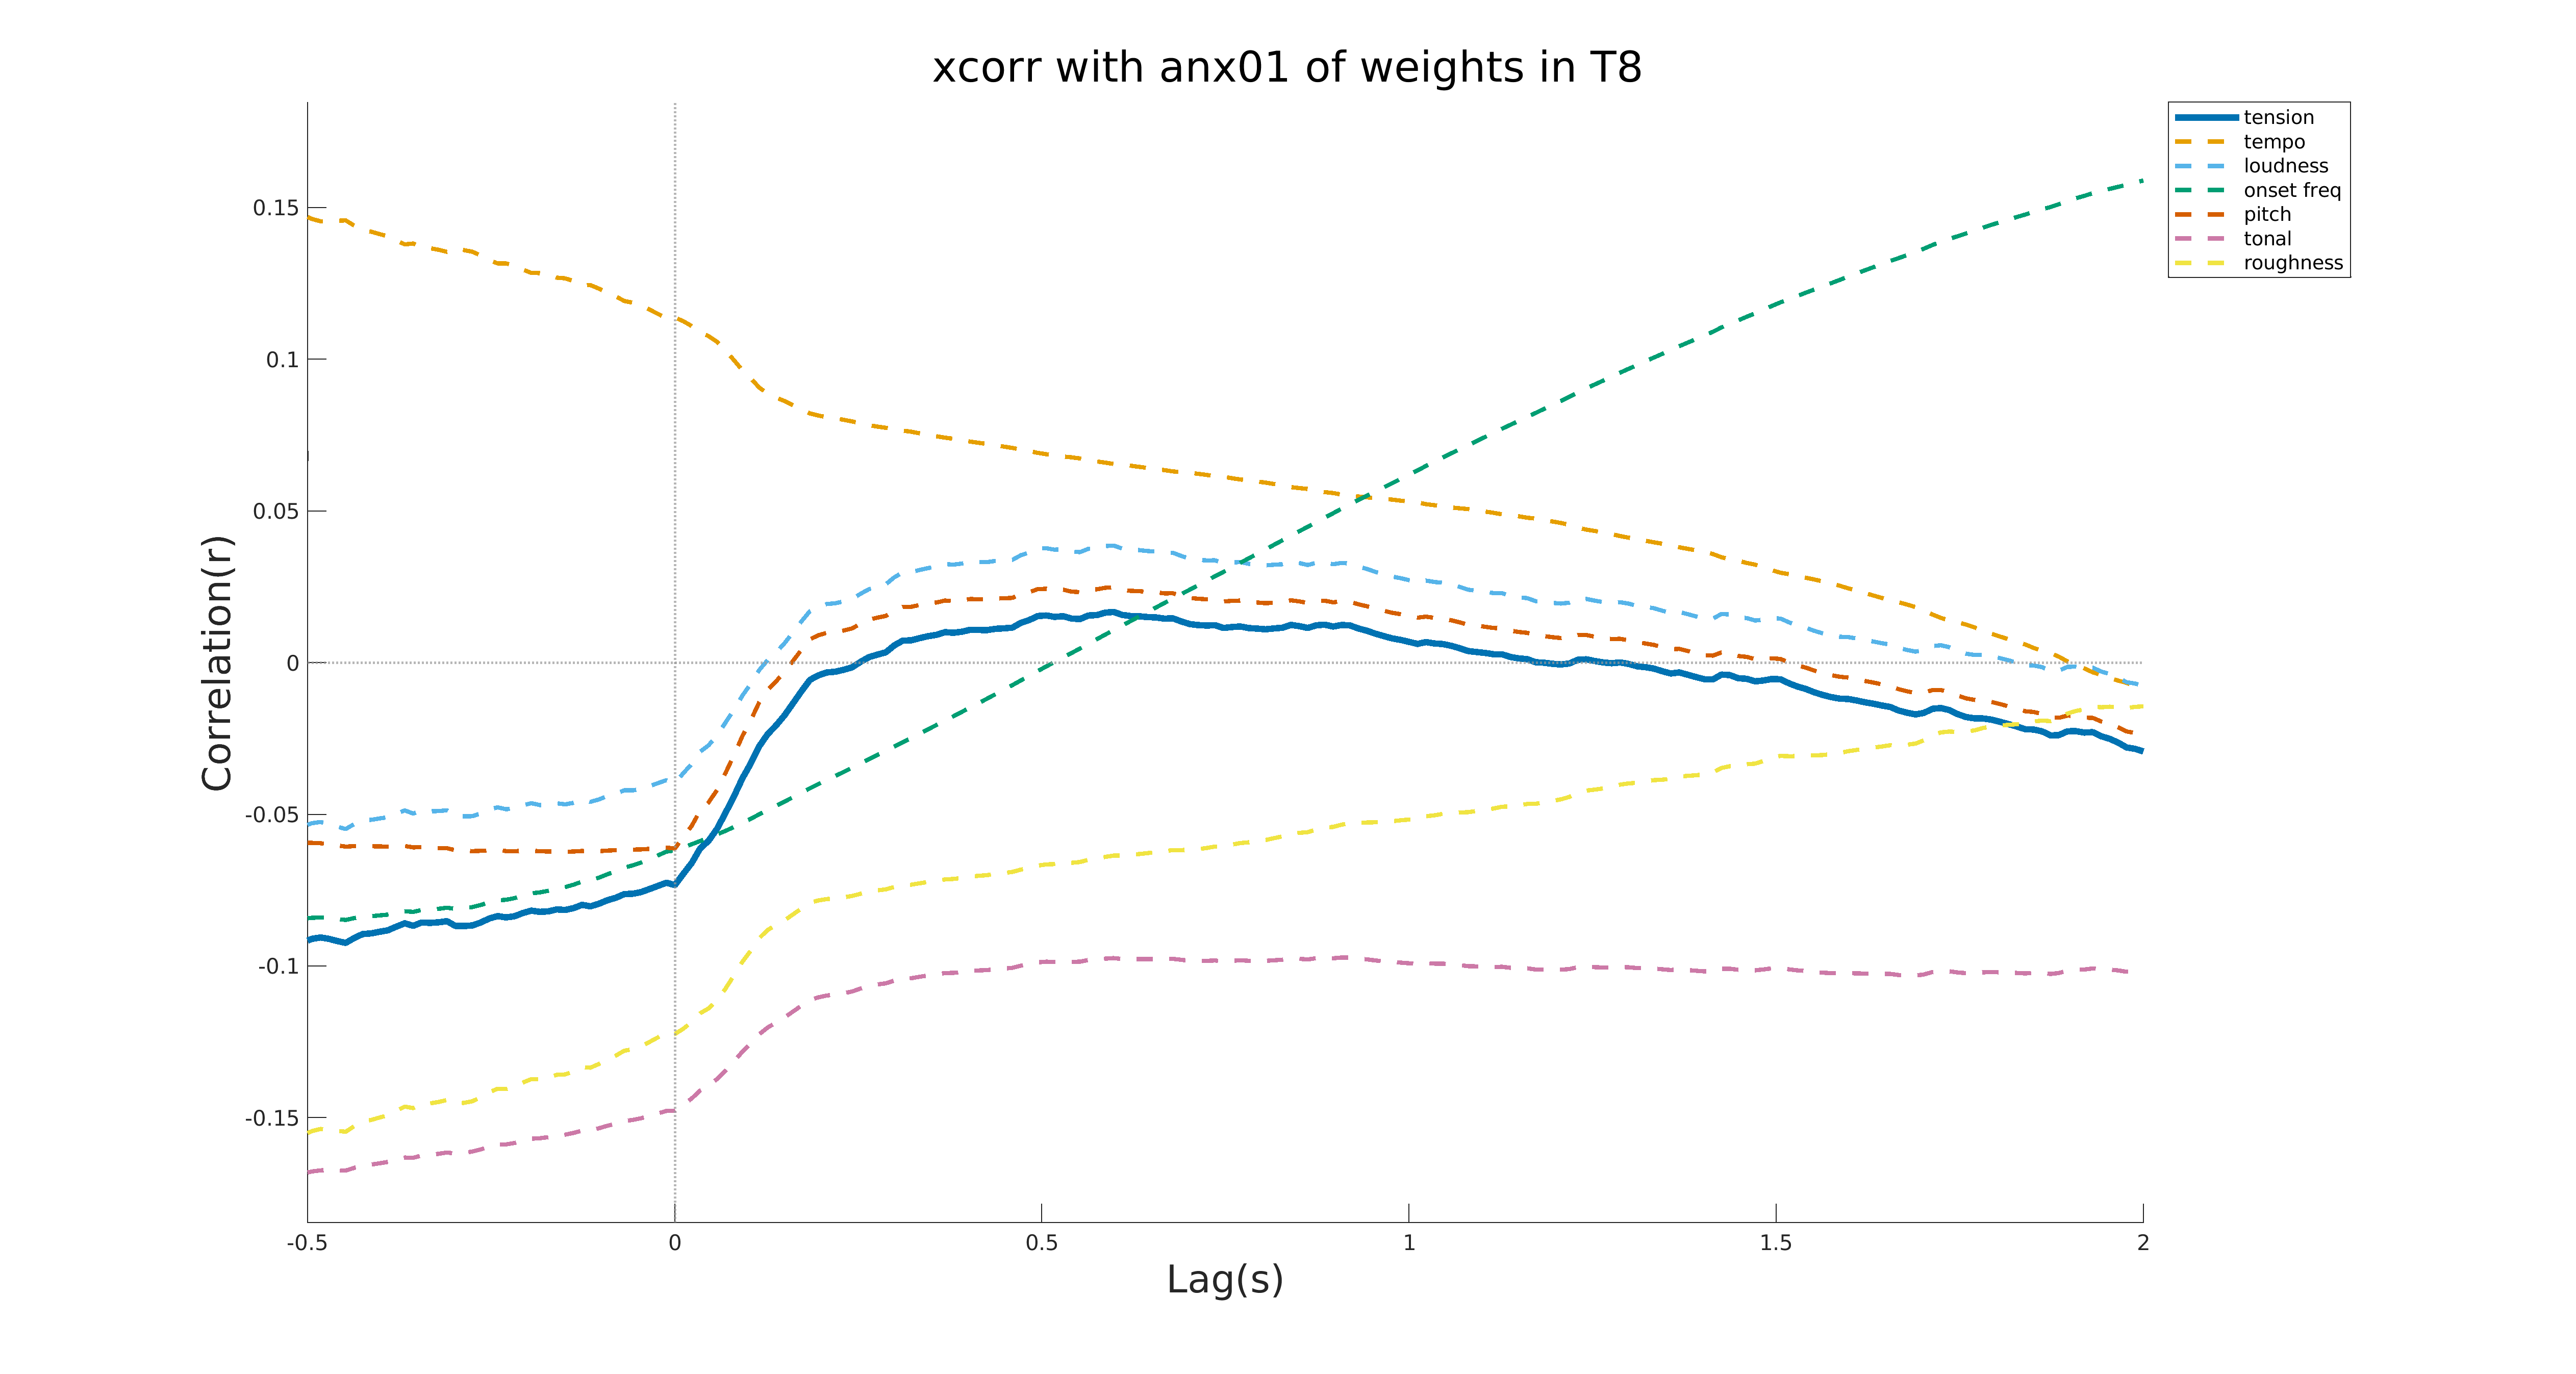 xcorr with anx01 of weights in T8
tension
tempo
loudness
onset freq
pitch
tonal
roughness
Correlation(r)
0.15
0.1
0.05
0
-0.05
-0.1
-0.15
-0.5
0
0.5
1
1.5
2
Lag(s)